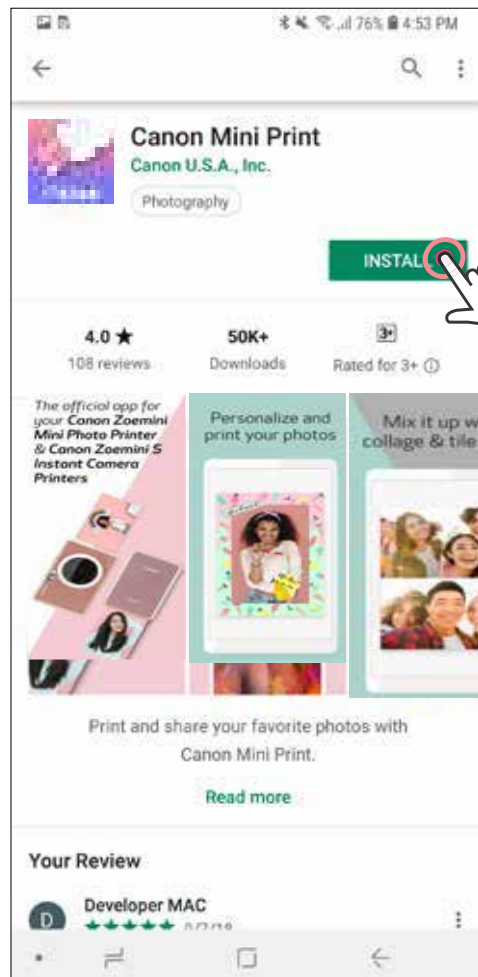 76% 4:53 PM
Canon Mini Print
Canon U.S.A., Inc.
Photography
INSTALL
4.0 ★
50K+
3+
108 reviews
Downloads
Rated for 3+
The official app for
your Canon Zoemini
Mini Photo Printer
& Canon Zoemini S
Instant Camera
Printers
Personalize and
print your photos
Mix it up w
collage & tile
Print and share your favorite photos with
Canon Mini Print.
Read more
Your Review
D
Developer MAC